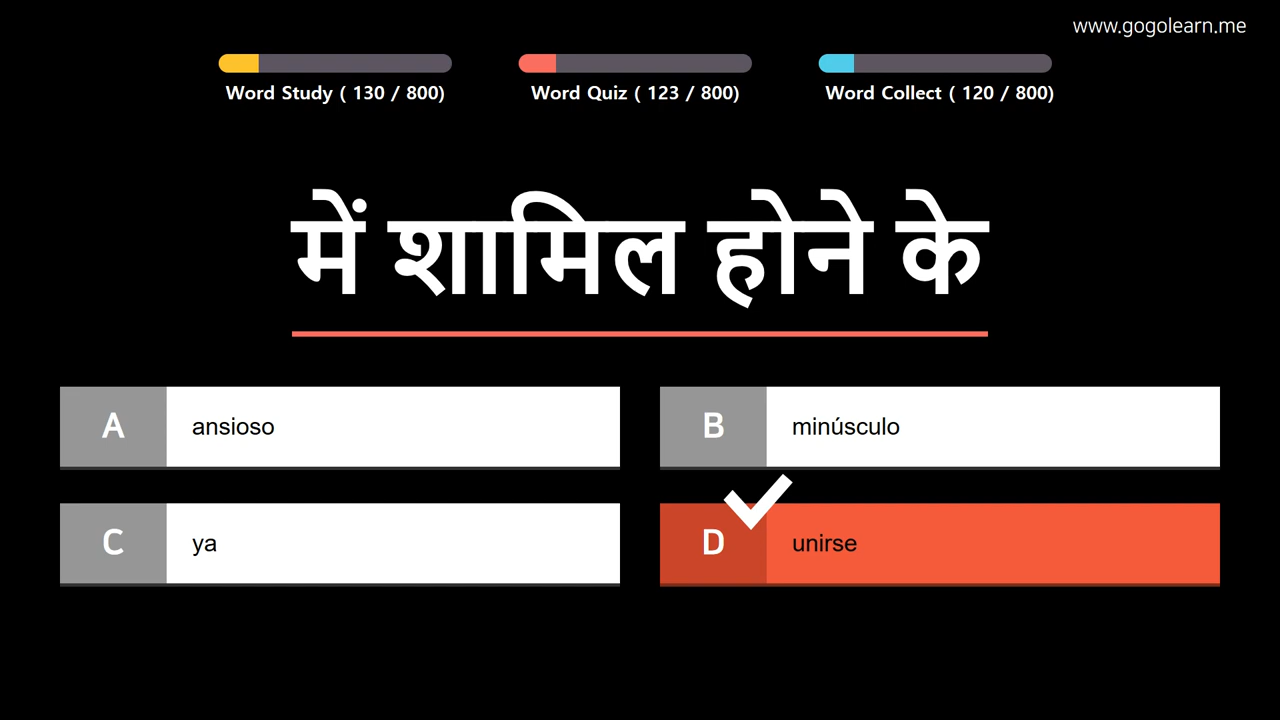 www.gogolearn.me
Word Study ( 130 / 800)
Word Quiz ( 123 / 800)
Word Collect ( 120 / 800)
में शामिल होने के
A ansioso
B minúsculo
C ya
D unirse